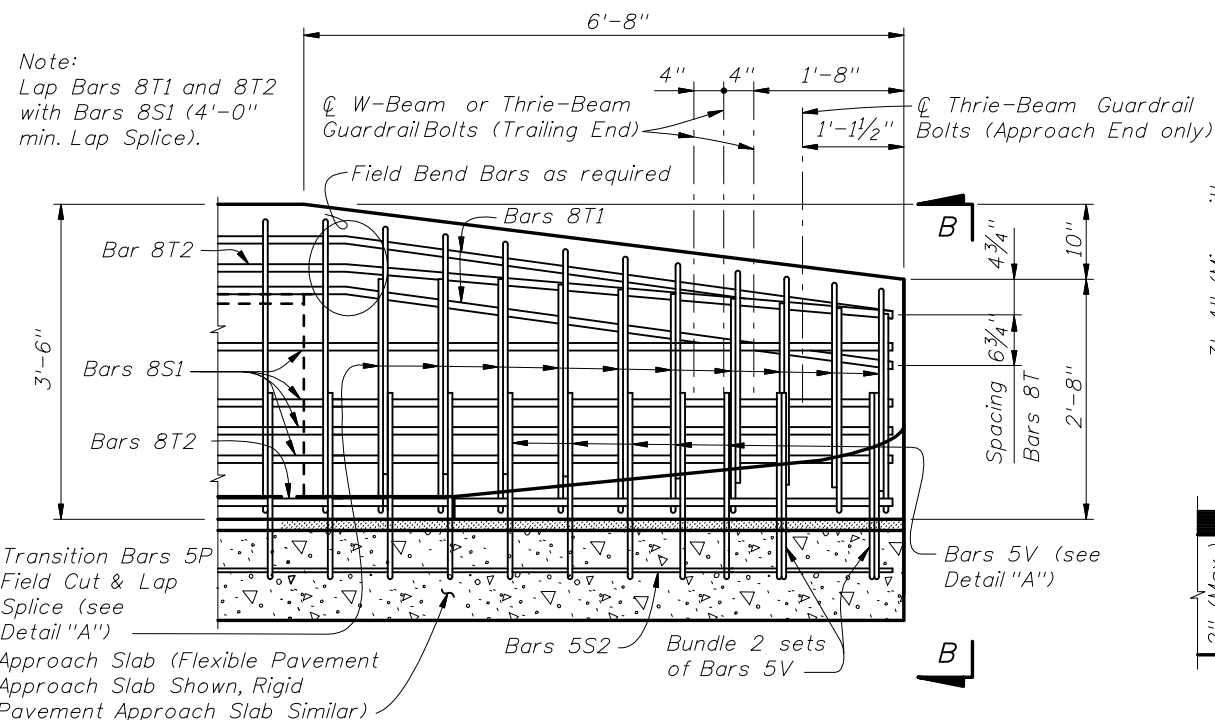 6'-8"
Note:
Lap Bars 8T1 and 8T2
with Bars 8S1 (4'-0"
min. Lap Splice).
4"
4"
1'-8"
℄ W-Beam or Thrie-Beam
Guardrail Bolts (Trailing End)
℄ Thrie-Beam Guardrail
Bolts (Approach End only)
1'-1½"
Field Bend Bars as required
Bars 8T1
Bar 8T2
B
4¾"
10"
3'-6"
Bars 8S1
6¾"
2'-8"
Spacing
Bars 8T
Bars 8T2
Transition Bars 5P
Field Cut & Lap
Splice (see
Detail "A")
Bars 5V (see
Detail "A")
Bars 5S2
Bundle 2 sets
of Bars 5V
B
Approach Slab (Flexible Pavement
Approach Slab Shown, Rigid
Pavement Approach Slab Similar)
2" (Max.)